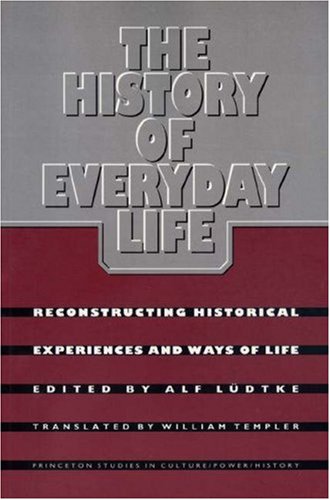 THE
HISTORY
OF
EVERYDAY
LIFE
RECONSTRUCTING HISTORICAL
EXPERIENCES AND WAYS OF LIFE
EDITED BY ALF LÜDTKE
TRANSLATED BY WILLIAM TEMPLER
PRINCETON STUDIES IN CULTURE/POWER/HISTORY